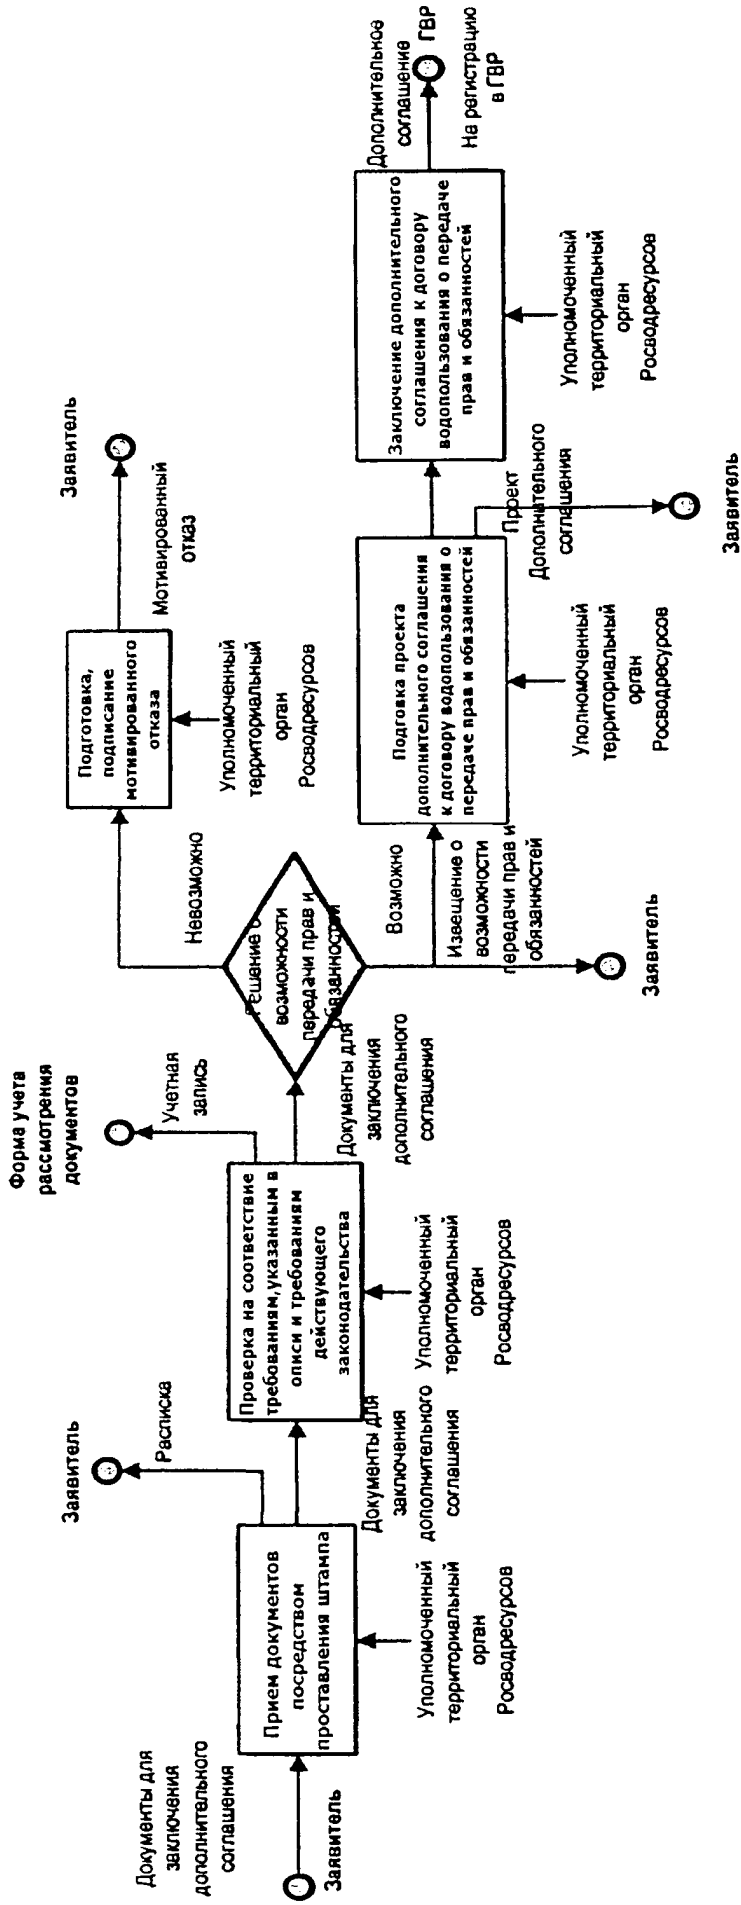 Документы для
заключения
дополнительного
соглашения
Заявитель
Прием документов
посредством
проставления штампа
Уполномоченный
территориальный
орган
Росводресурсов
Заявитель
Расписка
Документы для
заключения
дополнительного
соглашения
Проверка на соответствие
требованиям,указанным в
описи и требованиям
действующего
законодательства
Уполномоченный
территориальный
орган
Росводресурсов
Форма учета
рассмотрения
документов
Учетная
запись
Документы для
заключения
дополнительного
соглашения
Решение о
возможности
передачи прав и
обязанностей
Невозможно
Подготовка,
подписание
мотивированного
отказа
Уполномоченный
территориальный
орган
Росводресурсов
Мотивированный
отказ
Заявитель
Возможно
Извещение о
возможности
передачи прав и
обязанностей
Заявитель
Подговка проекта
дополнительного соглашения
к договору водопользования о
передаче прав и обязанностей
Уполномоченный
территориальный
орган
Росводресурсов
Проект
Дополнительного
соглашения
Заявитель
Заключение дополнительного
соглашения к договору
водопользования о передаче
прав и обязанностей
Уполномоченный
территориальный
орган
Росводресурсов
Дополнительное
соглашение
ГВР
На регистрацию
в ГВР